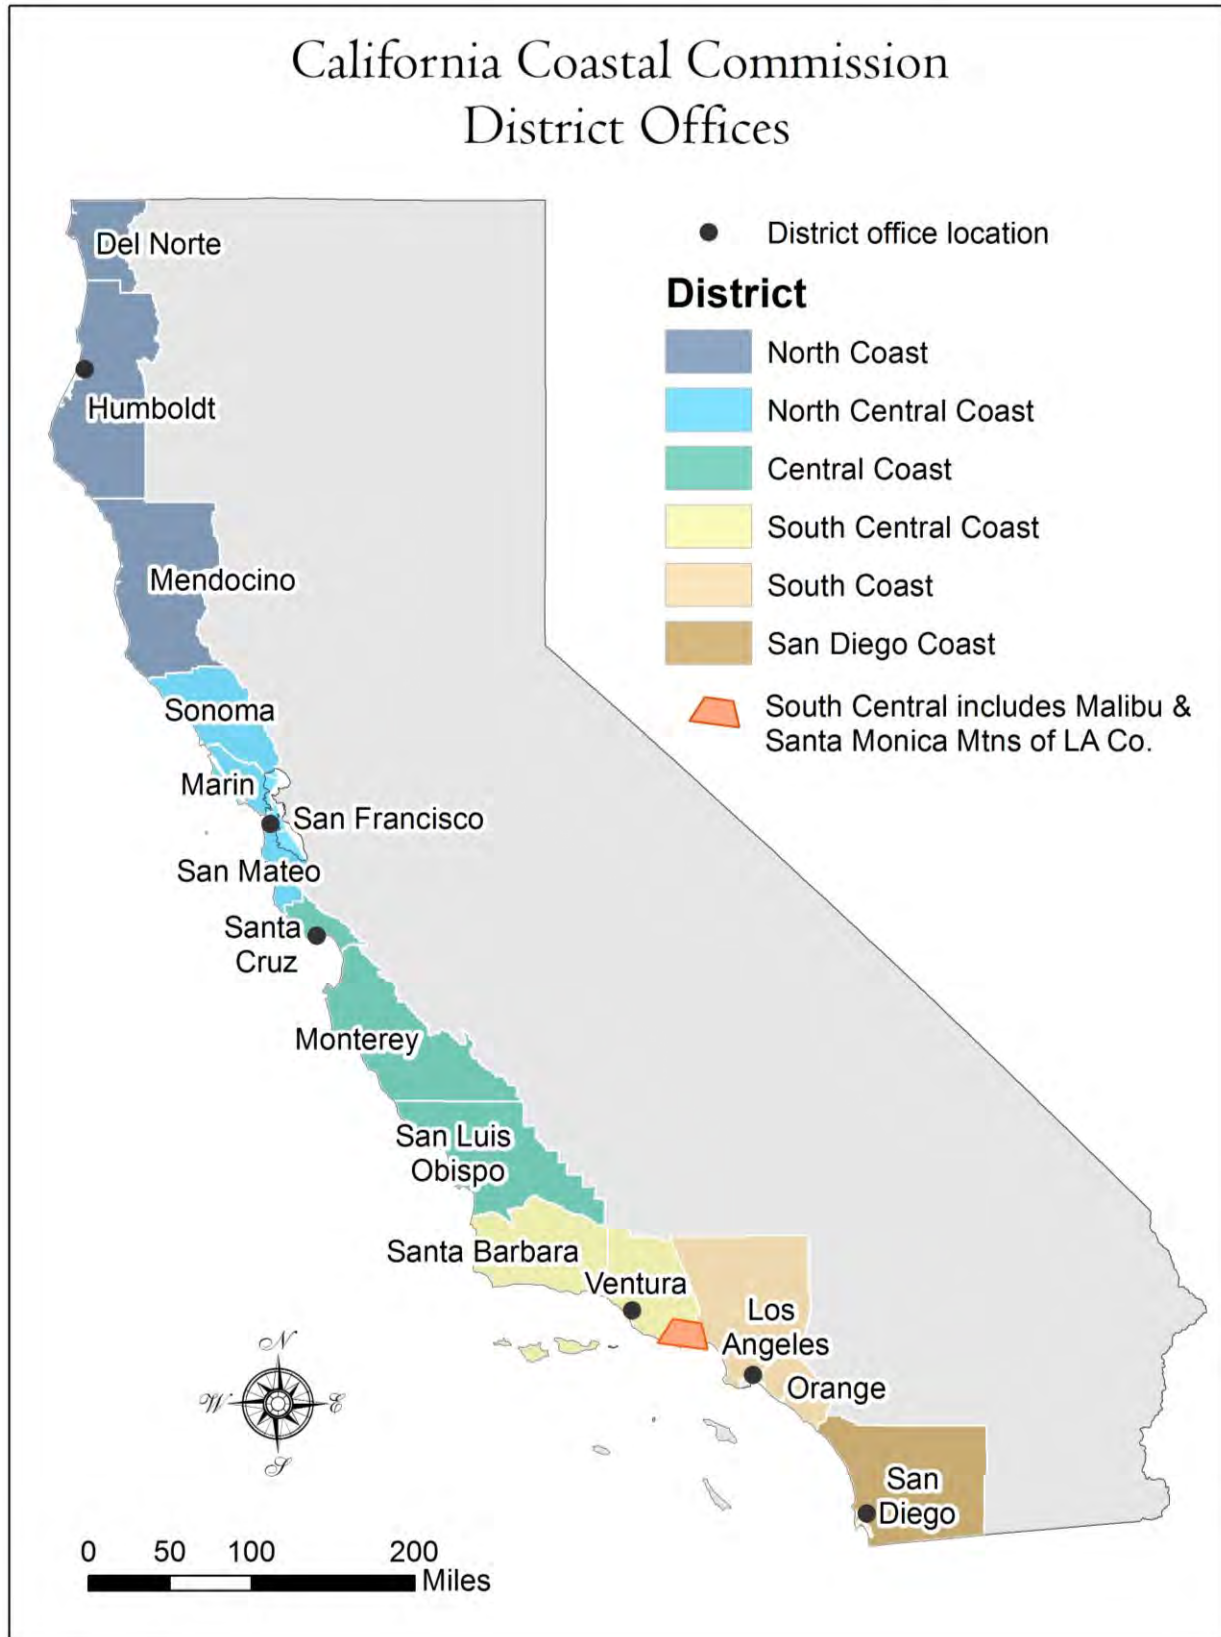 California Coastal Commission
District Offices
District office location
District
North Coast
North Central Coast
Central Coast
South Central Coast
South Coast
San Diego Coast
South Central includes Malibu &
Santa Monica Mtns of LA Co.
Del Norte
Humboldt
Mendocino
Sonoma
Marin
San Francisco
San Mateo
Santa
Cruz
Monterey
San Luis
Obispo
Santa Barbara
Ventura
Los
Angeles
Orange
San
Diego
N
W E
S
0 50 100 200
Miles